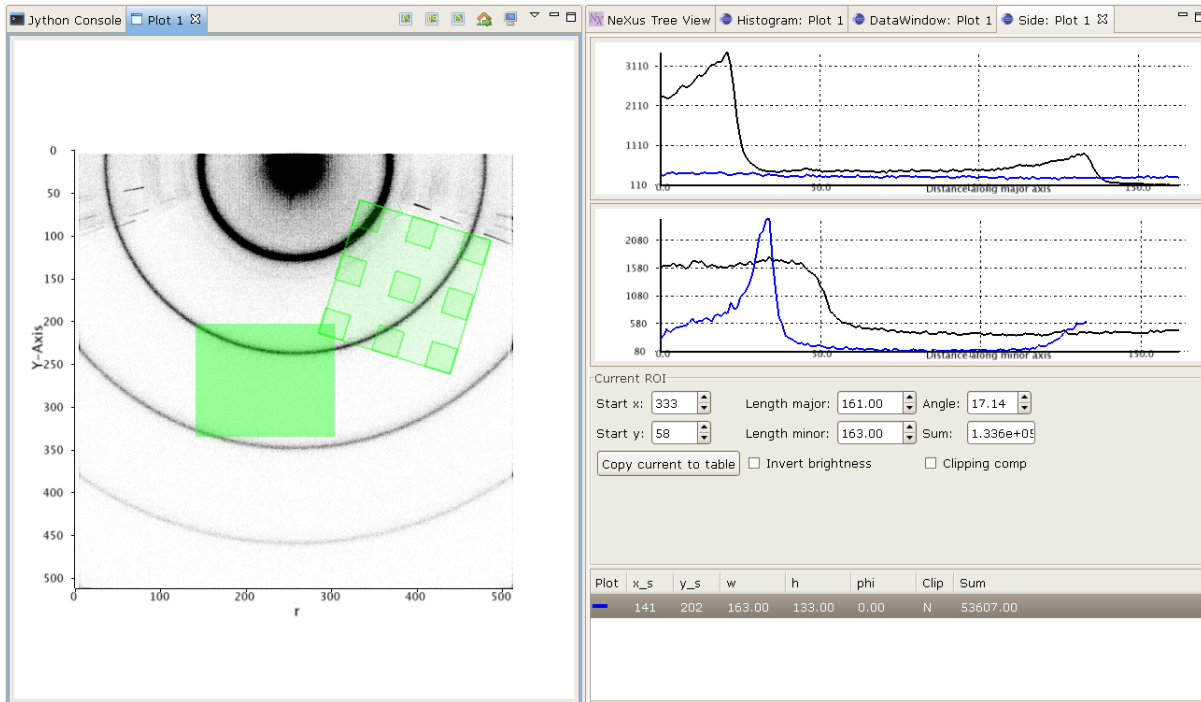 Jython Console
Plot 1
NeXus Tree View
Histogram: Plot 1
DataWindow: Plot 1
Side: Plot 1
0
50
100
150
200
250
300
350
400
450
500
Y-Axis
0 100 200 300 400 500
r
3110
2110
1110
110
0.0 50.0 150.0
Distance along major axis
2080
1580
1080
580
80
0.0 50.0 150.0
Distance along minor axis
Current ROI
Start x: 333 Length major: 161.00 Angle: 17.14
Start y: 58 Length minor: 163.00 Sum: 1.336e+05
Copy current to table Invert brightness Clipping comp
Plot x_s y_s w h phi Clip Sum
141 202 163.00 133.00 0.00 N 53607.00